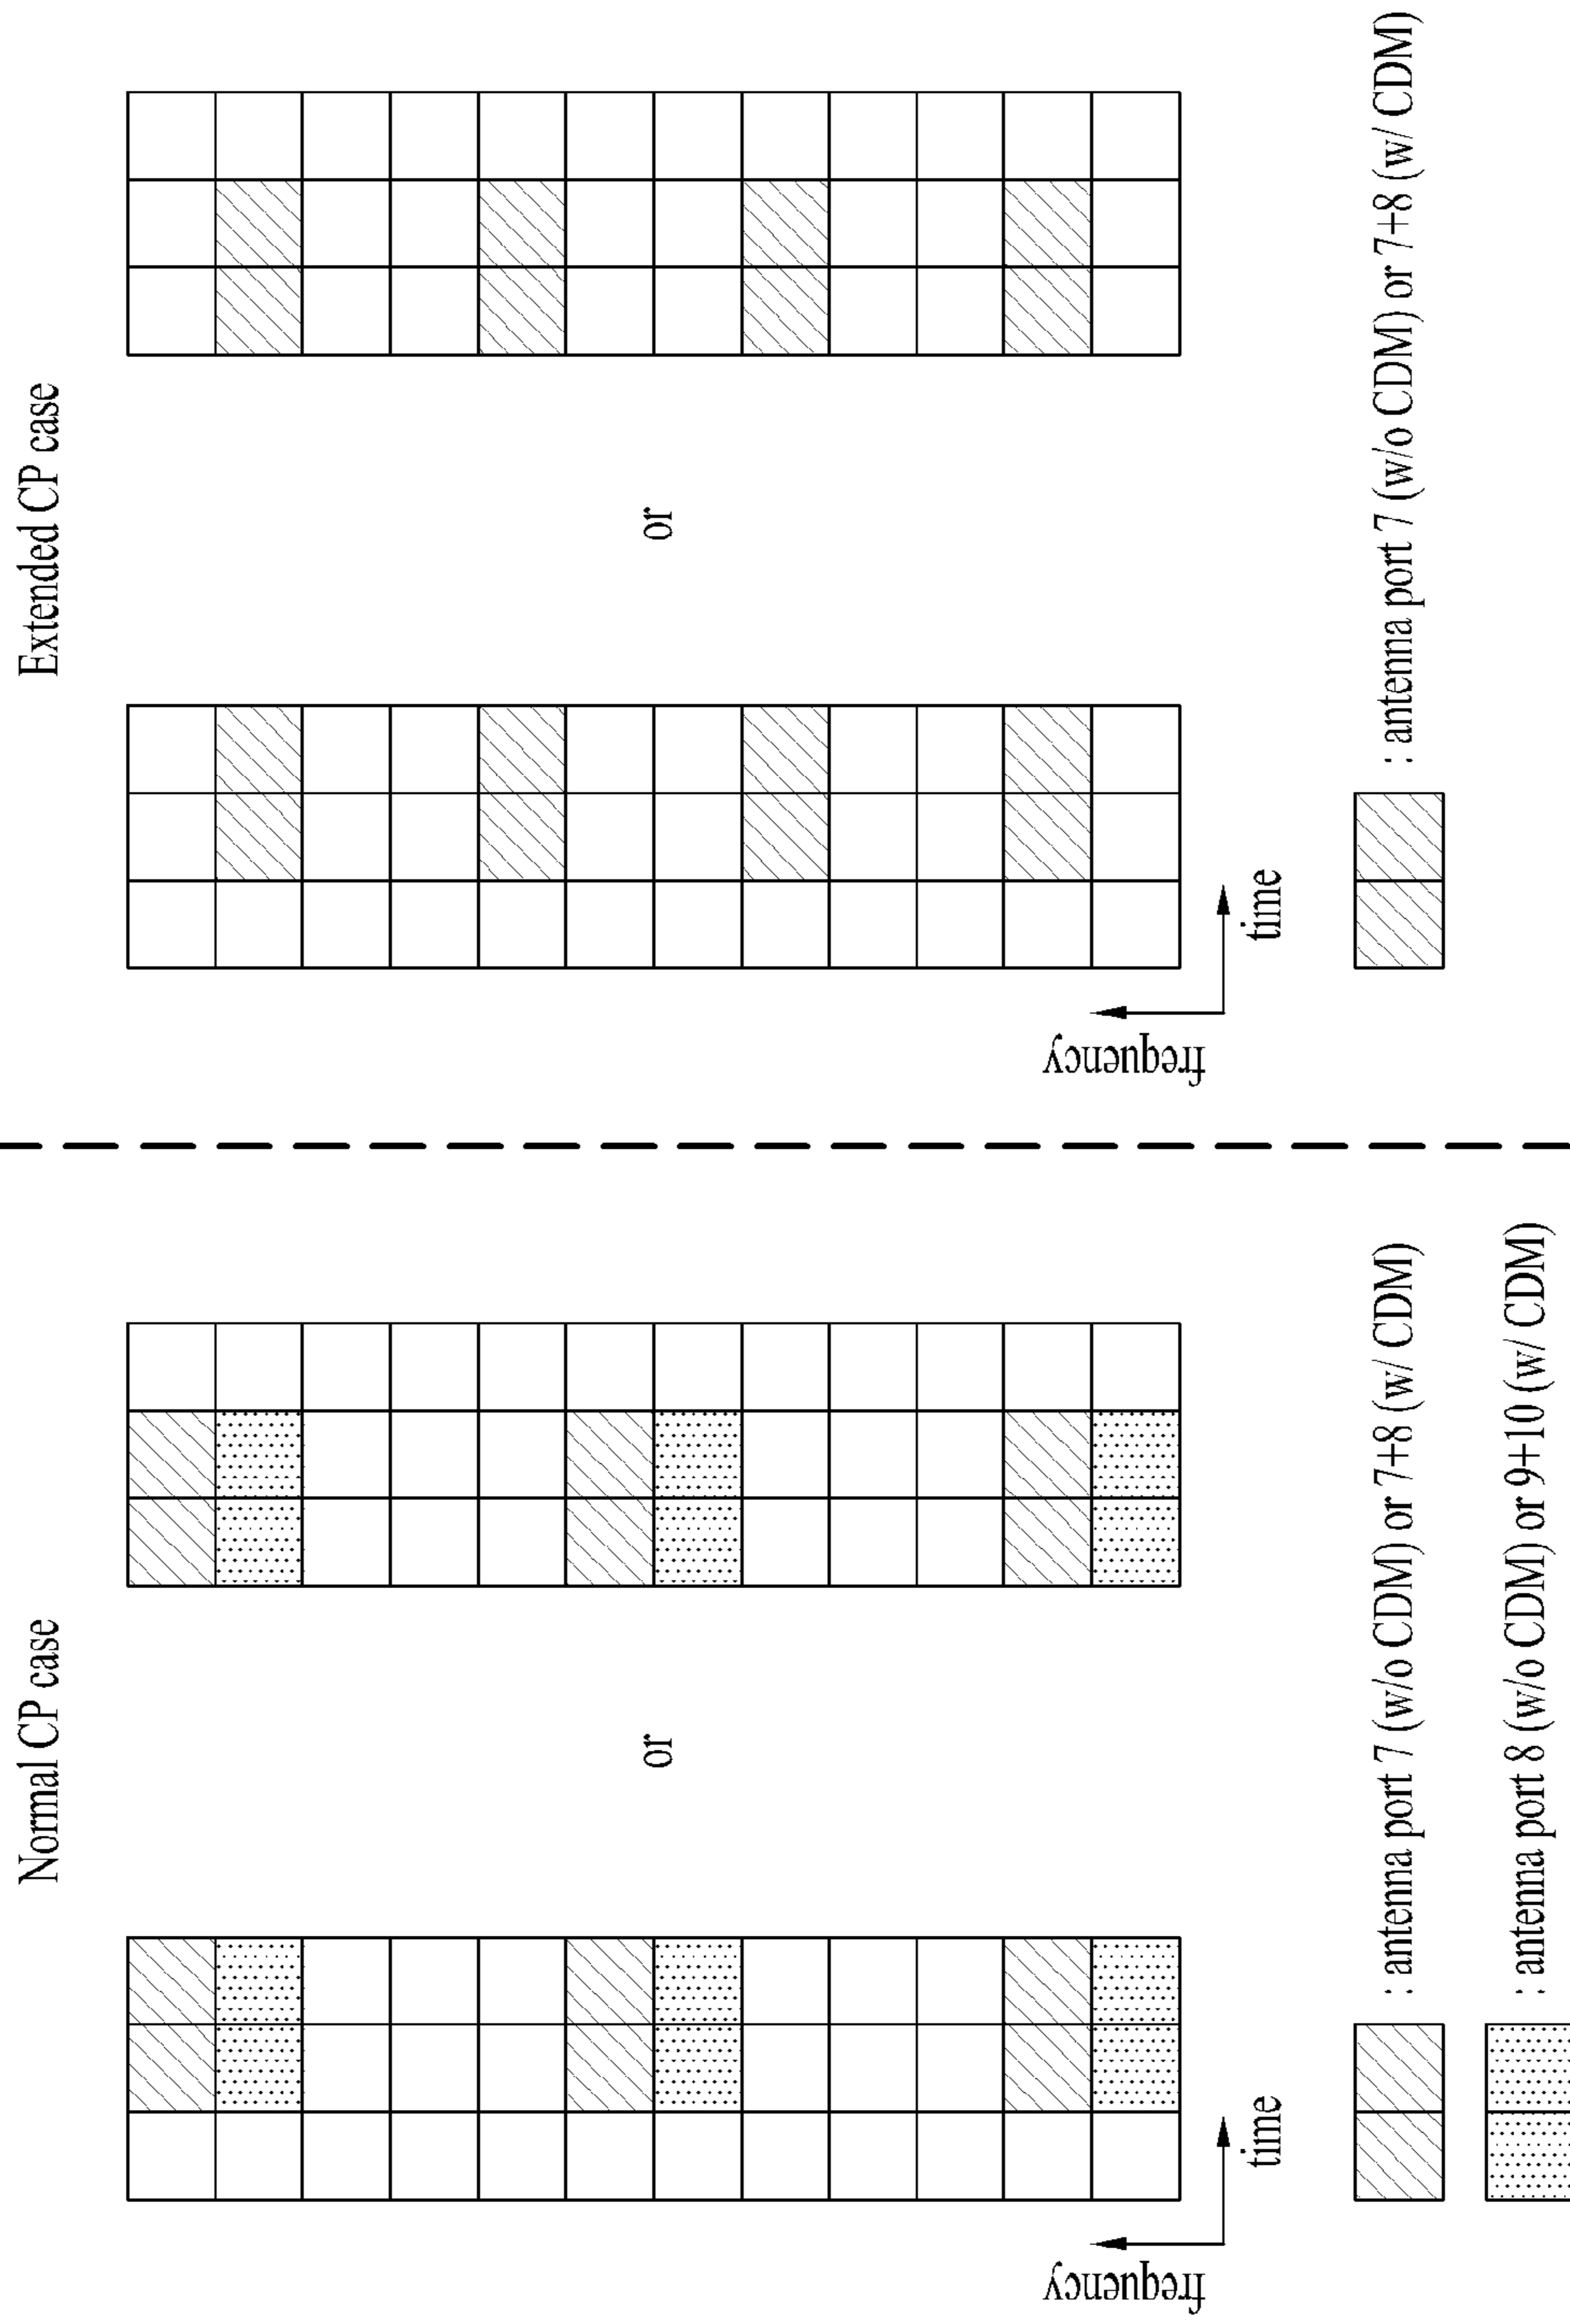 Normal CP case
or
frequency
time
: antenna port 7 (w/o CDM) or 7+8 (w/ CDM)
: antenna port 8 (w/o CDM) or 9+10 (w/ CDM)
Extended CP case
or
frequency
time
: antenna port 7 (w/o CDM) or 7+8 (w/ CDM)